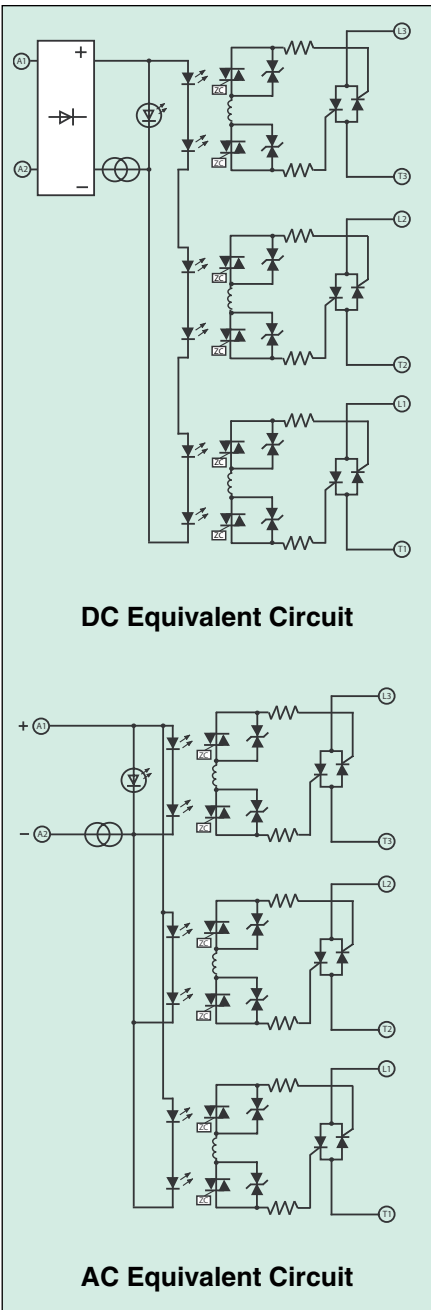 L3
A1
+
ZC
ZC
A2
−
T3
L2
ZC
ZC
T2
L1
ZC
ZC
T1
DC Equivalent Circuit
L3
+ A1
ZC
ZC
− A2
T3
L2
ZC
ZC
T2
L1
ZC
ZC
T1
AC Equivalent Circuit